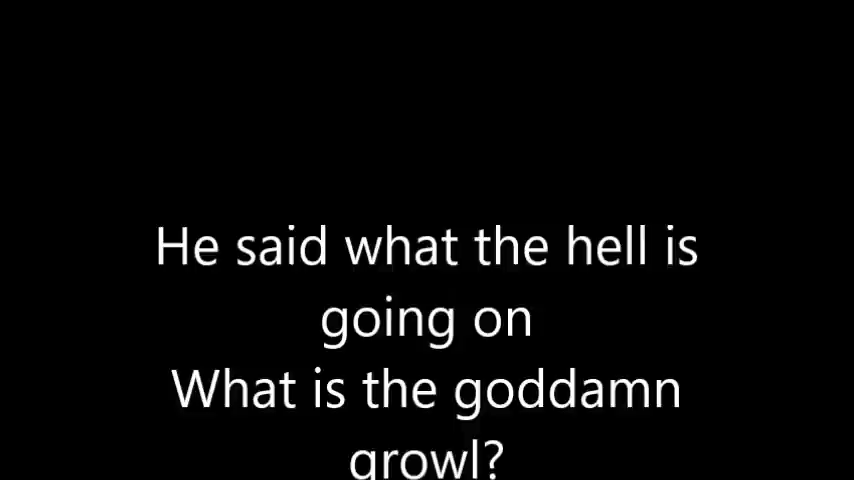 He said what the hell is
going on
What is the goddamn
growl?